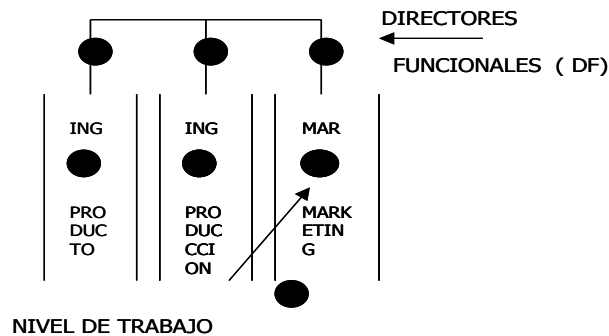 DIRECTORES
FUNCIONALES ( DF)
ING
PRO
DUC
TO
ING
PRO
DUC
CCI
ON
MAR
MARK
ETIN
G
NIVEL DE TRABAJO